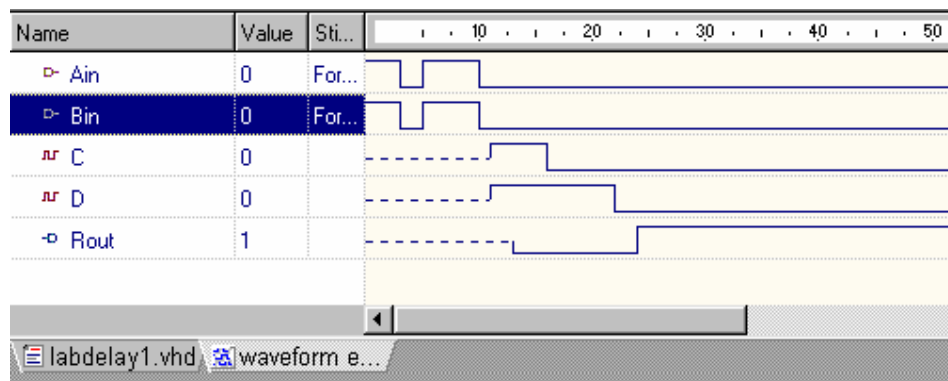 Name Value Sti... 10 20 30 40 50
Ain 0 For...
Bin 0 For...
C 0
D 0
Rout 1
labdelay1.vhd waveform e...